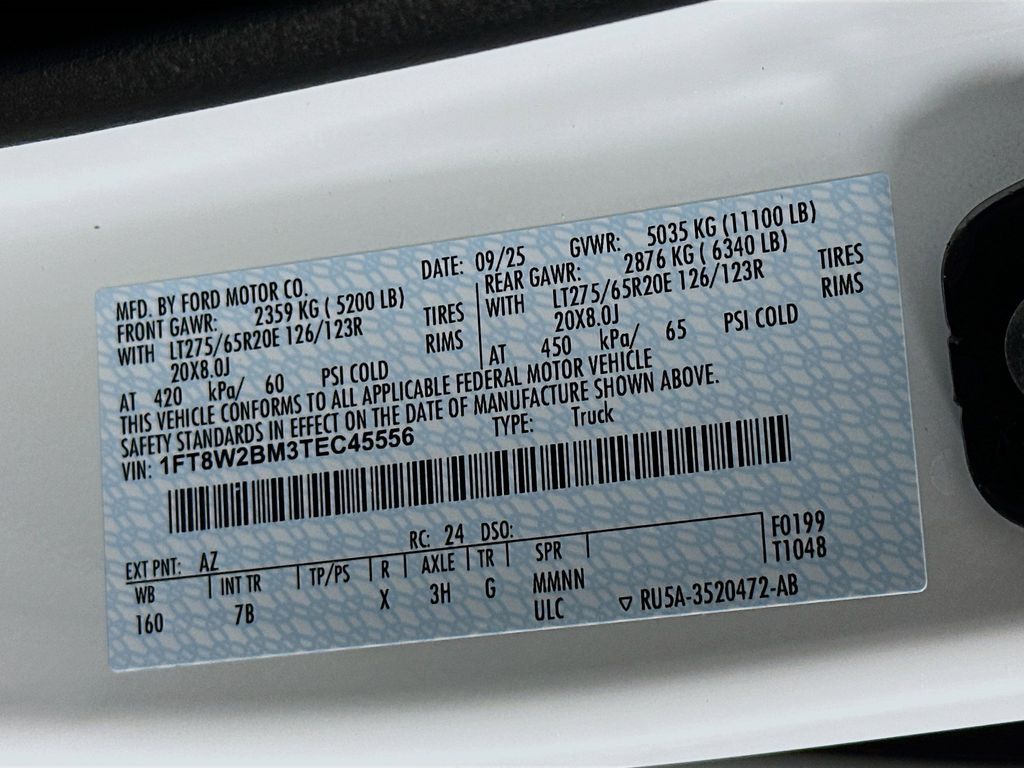 MFD. BY FORD MOTOR CO. DATE: 09/25 GVWR: 5035 KG (11100 LB)
FRONT GAWR: 2359 KG ( 5200 LB) REAR GAWR: 2876 KG ( 6340 LB)
WITH LT275/65R20E 126/123R TIRES WITH LT275/65R20E 126/123R TIRES
20X8.0J RIMS 20X8.0J RIMS
AT 420 kPa/ 60 PSI COLD AT 450 kPa/ 65 PSI COLD
THIS VEHICLE CONFORMS TO ALL APPLICABLE FEDERAL MOTOR VEHICLE
SAFETY STANDARDS IN EFFECT ON THE DATE OF MANUFACTURE SHOWN ABOVE.
VIN: 1FT8W2BM3TEC45556 TYPE: Truck
EXT PNT: AZ RC: 24 DSO: F0199
WB INT TR TP/PS R AXLE TR SPR T1048
160 7B X 3H G MMNN
ULC ▽ RU5A-3520472-AB